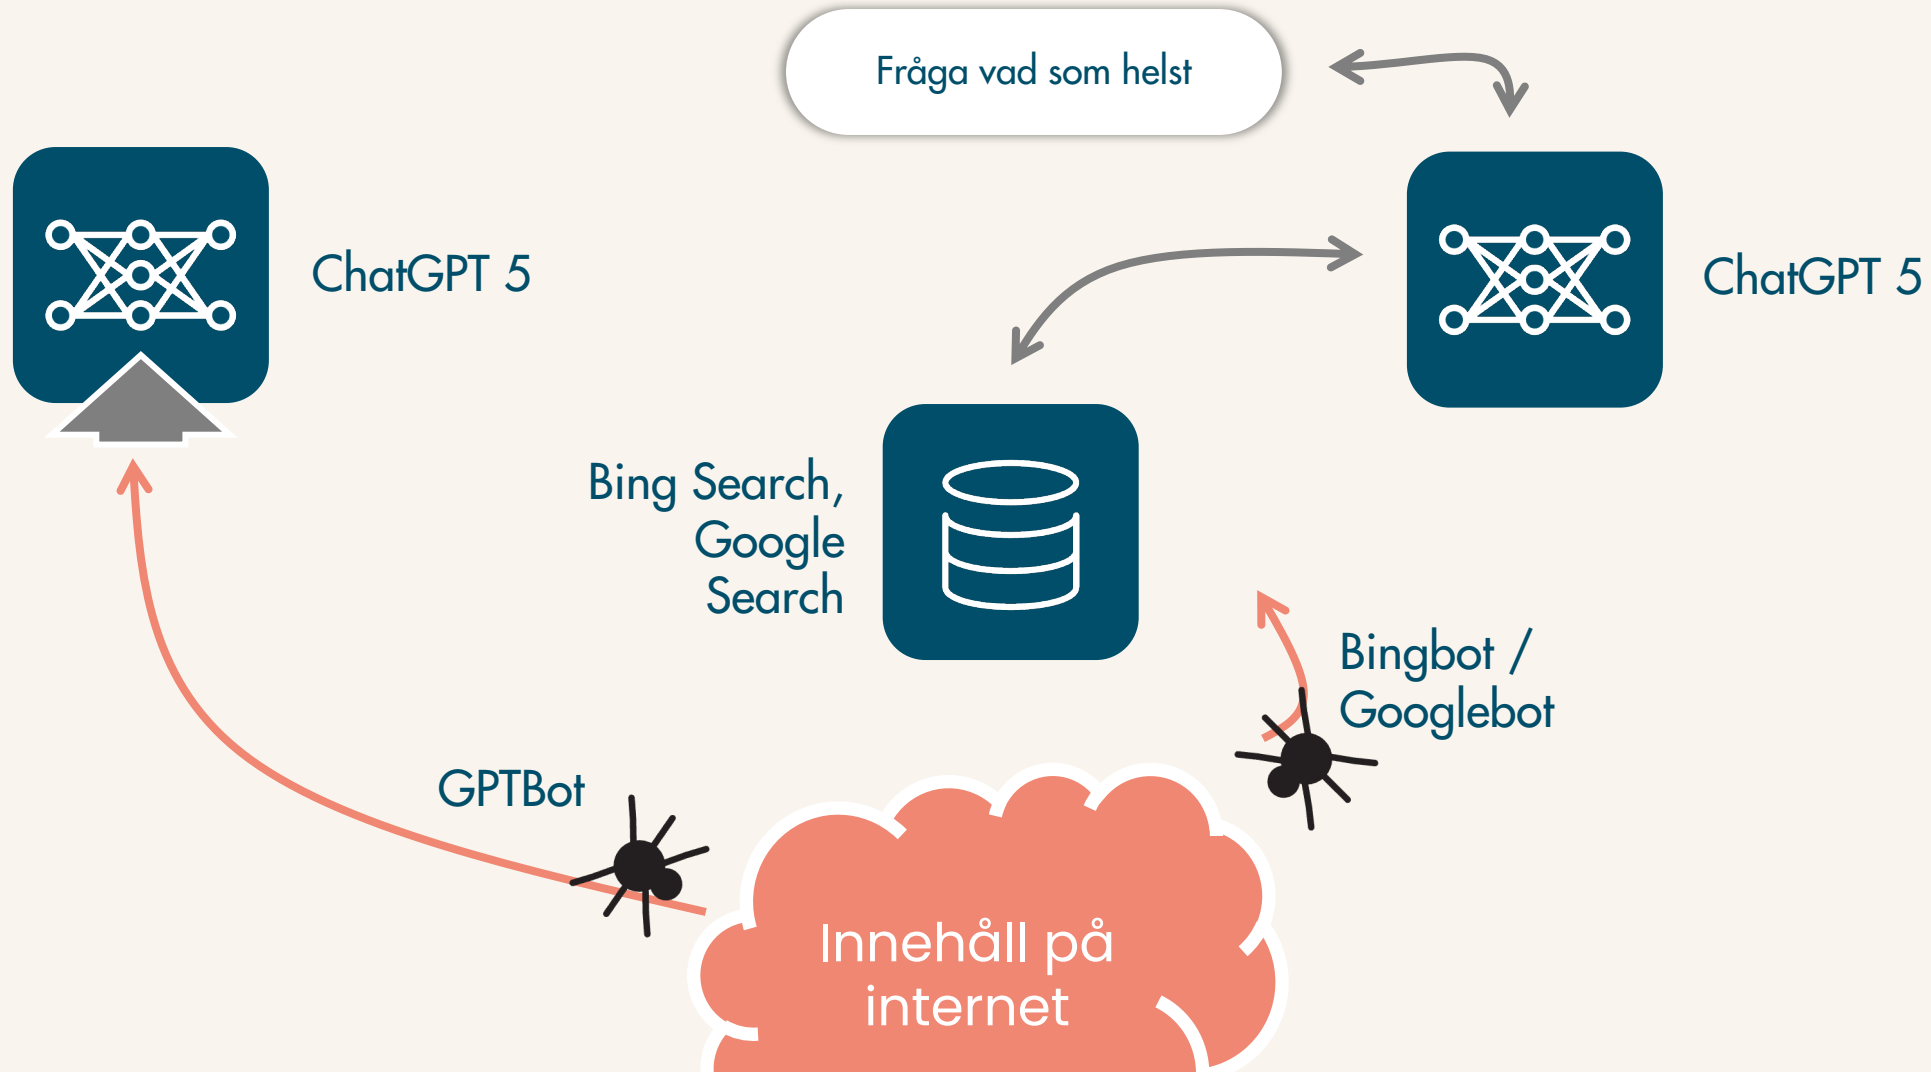 Fråga vad som helst
ChatGPT 5
ChatGPT 5
Bing Search,
Google
Search
Bingbot /
Googlebot
GPTBot
Innehåll på
internet